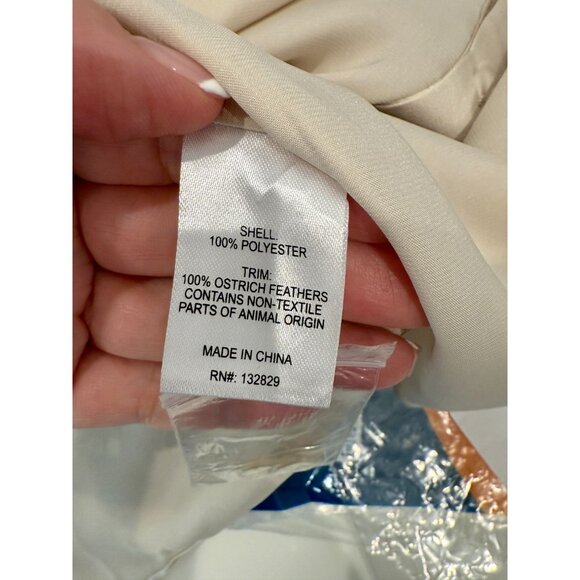 SHELL:
100% POLYESTER
TRIM:
100% OSTRICH FEATHERS
CONTAINS NON-TEXTILE
PARTS OF ANIMAL ORIGIN
MADE IN CHINA
RN#: 132829